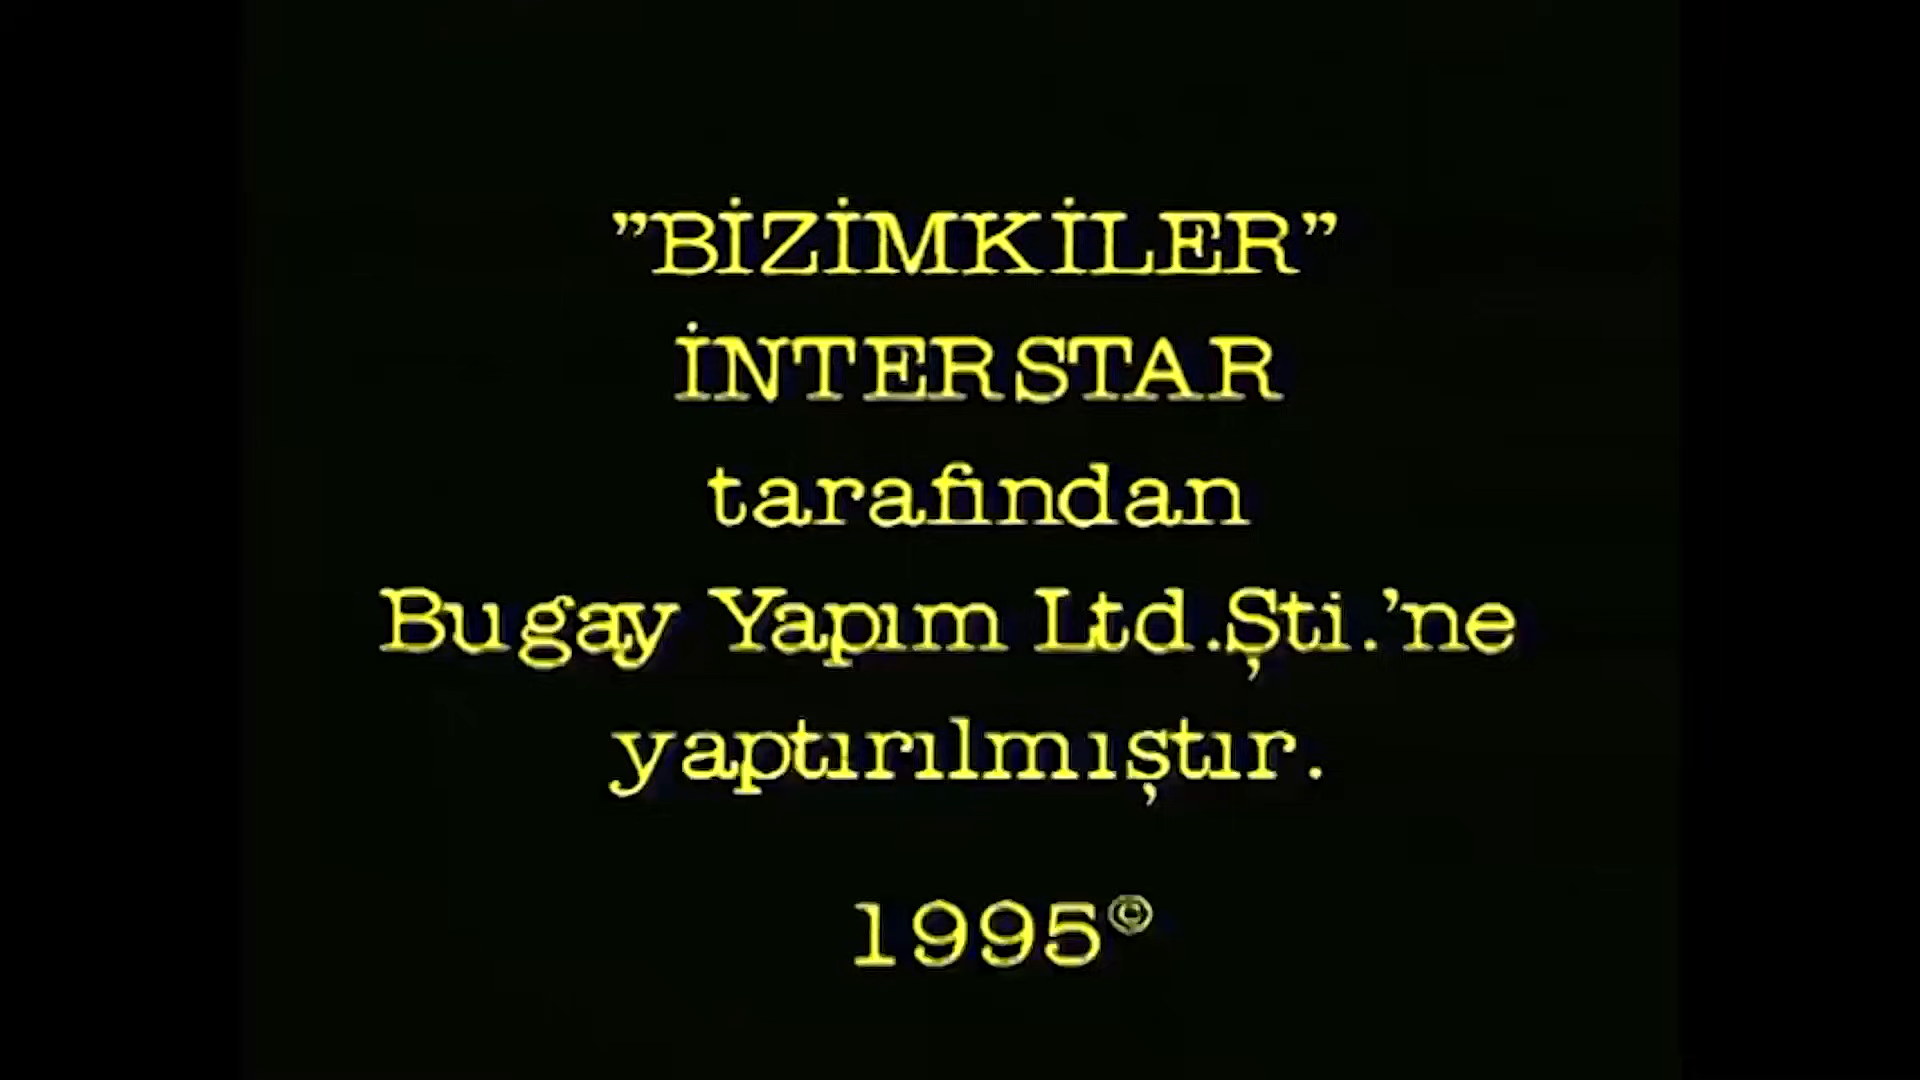 ”BİZİMKİLER”
İNTERSTAR
tarafından
Bugay Yapım Ltd.Şti.’ne
yaptırılmıştır.
1995©